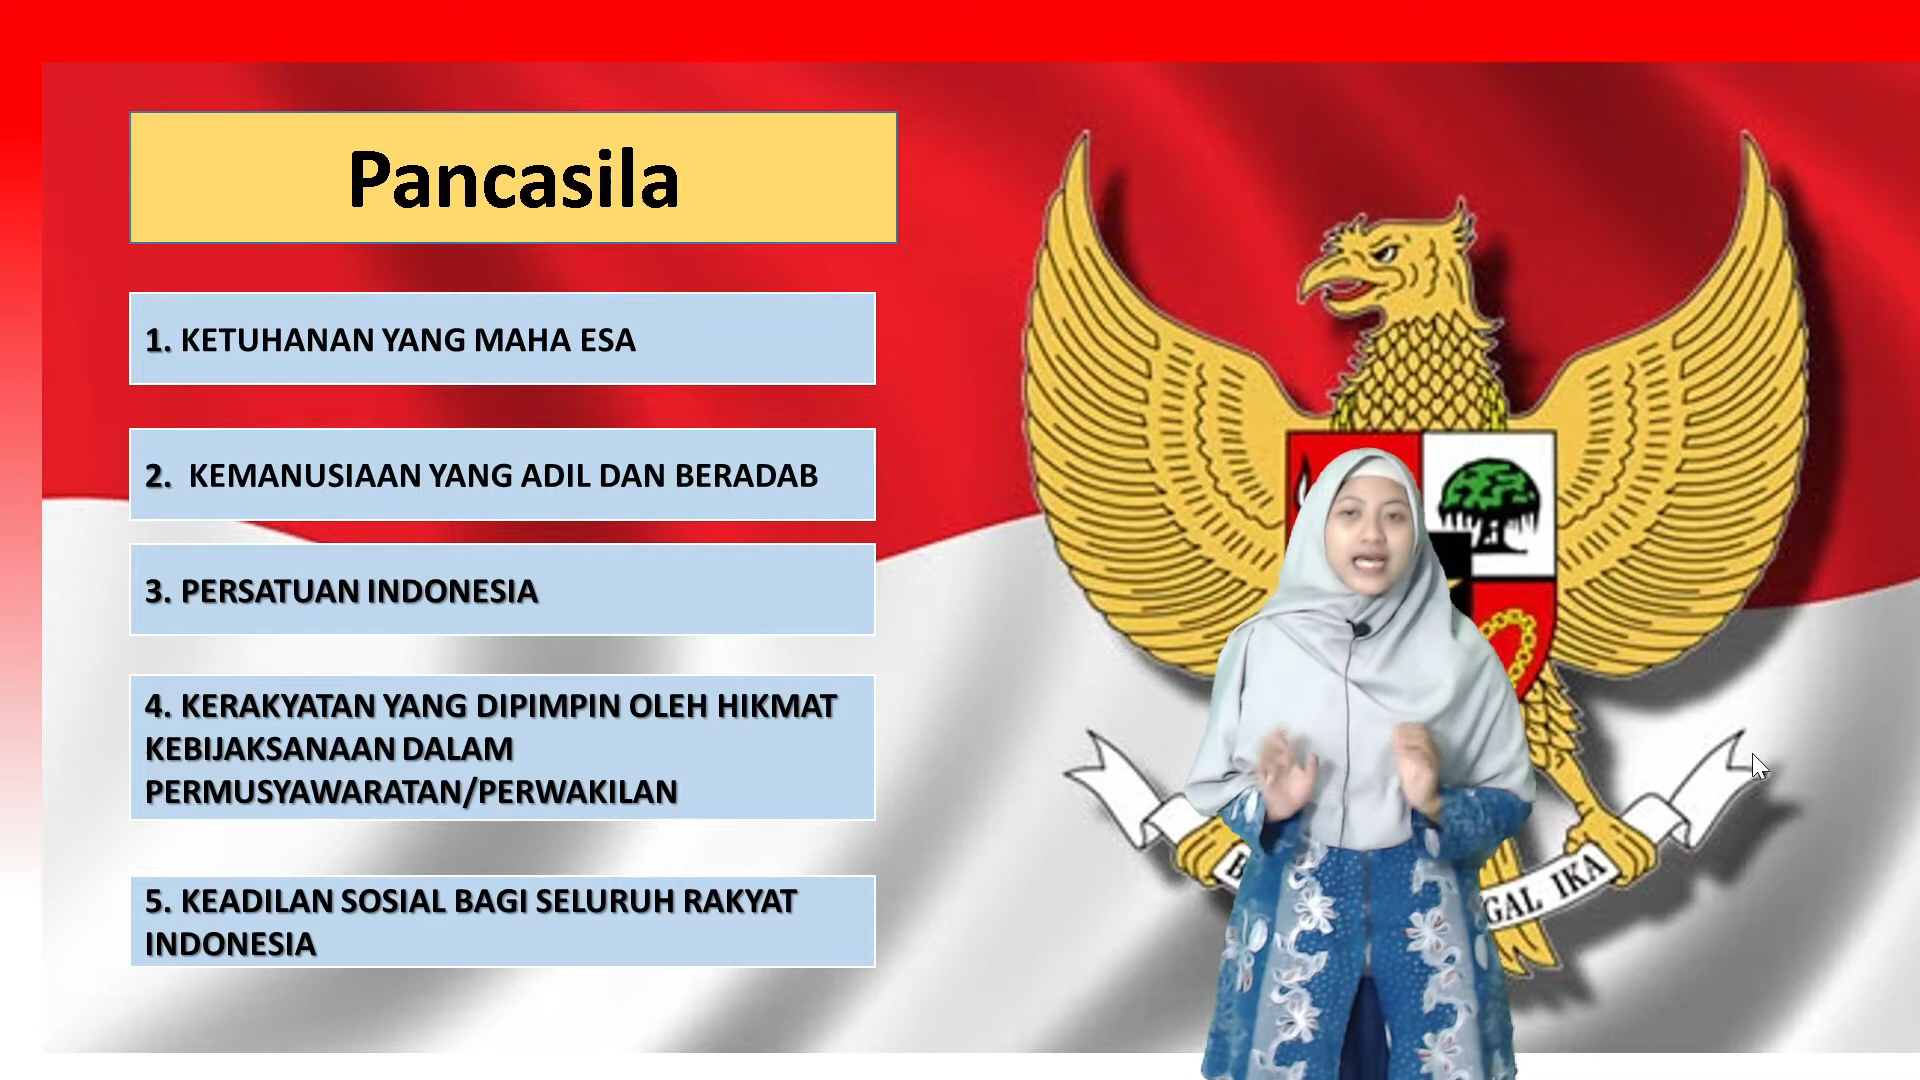 Pancasila
1. KETUHANAN YANG MAHA ESA
2. KEMANUSIAAN YANG ADIL DAN BERADAB
3. PERSATUAN INDONESIA
4. KERAKYATAN YANG DIPIMPIN OLEH HIKMAT
KEBIJAKSANAAN DALAM
PERMUSYAWARATAN/PERWAKILAN
5. KEADILAN SOSIAL BAGI SELURUH RAKYAT
INDONESIA
GAL IKA